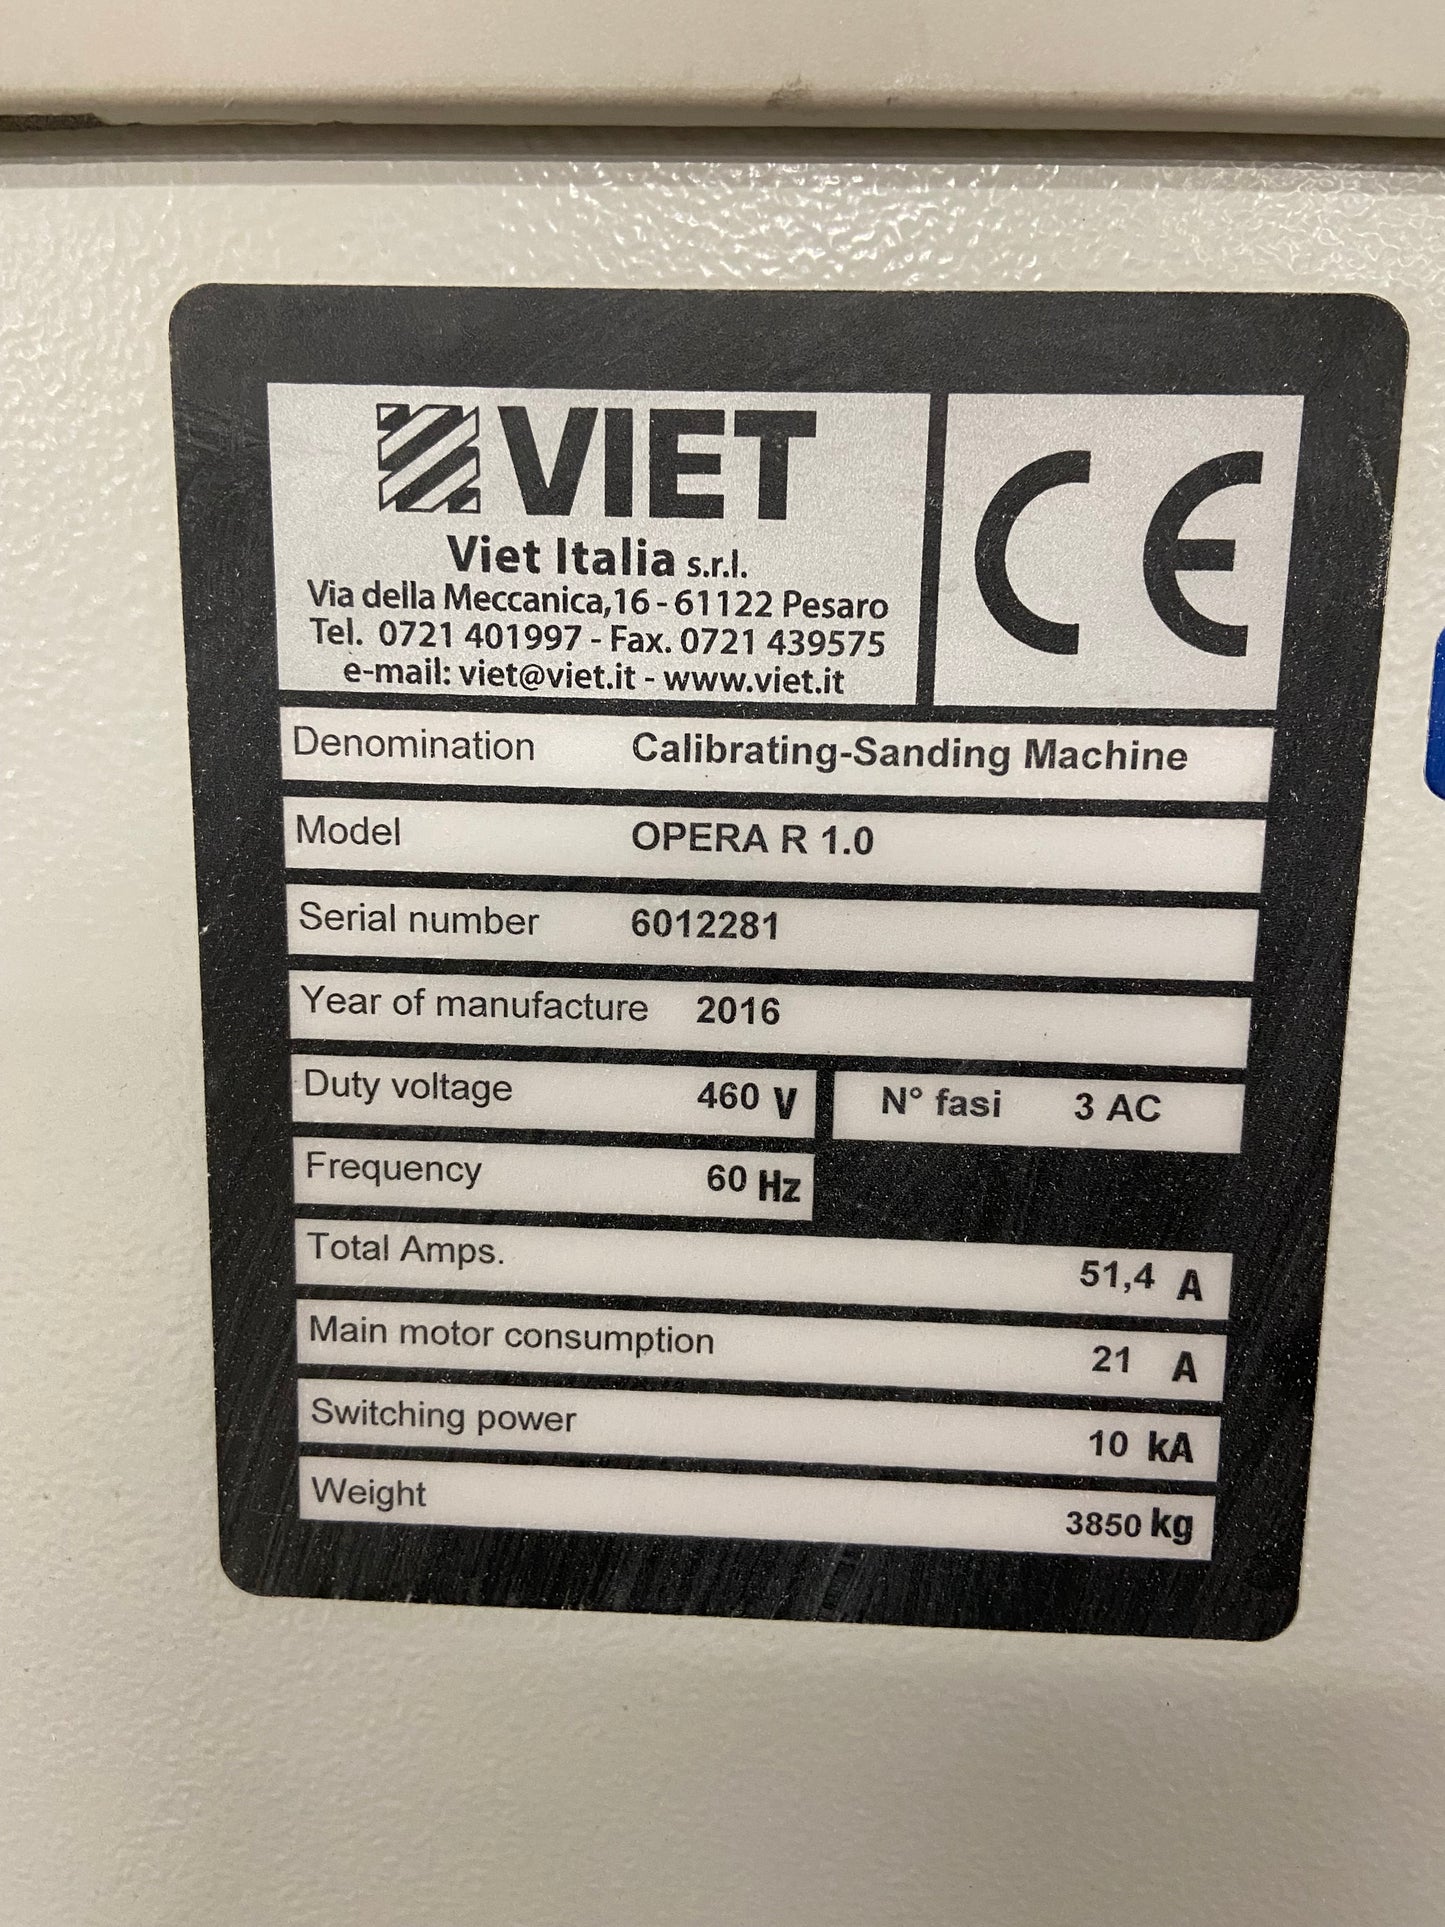 VIET
Viet Italia s.r.l.
Via della Meccanica,16 - 61122 Pesaro
Tel. 0721 401997 - Fax. 0721 439575
e-mail: viet@viet.it - www.viet.it
CE
Denomination Calibrating-Sanding Machine
Model OPERA R 1.0
Serial number 6012281
Year of manufacture 2016
Duty voltage 460 V N° fasi 3 AC
Frequency 60 Hz
Total Amps. 51,4 A
Main motor consumption 21 A
Switching power 10 kA
Weight 3850 kg